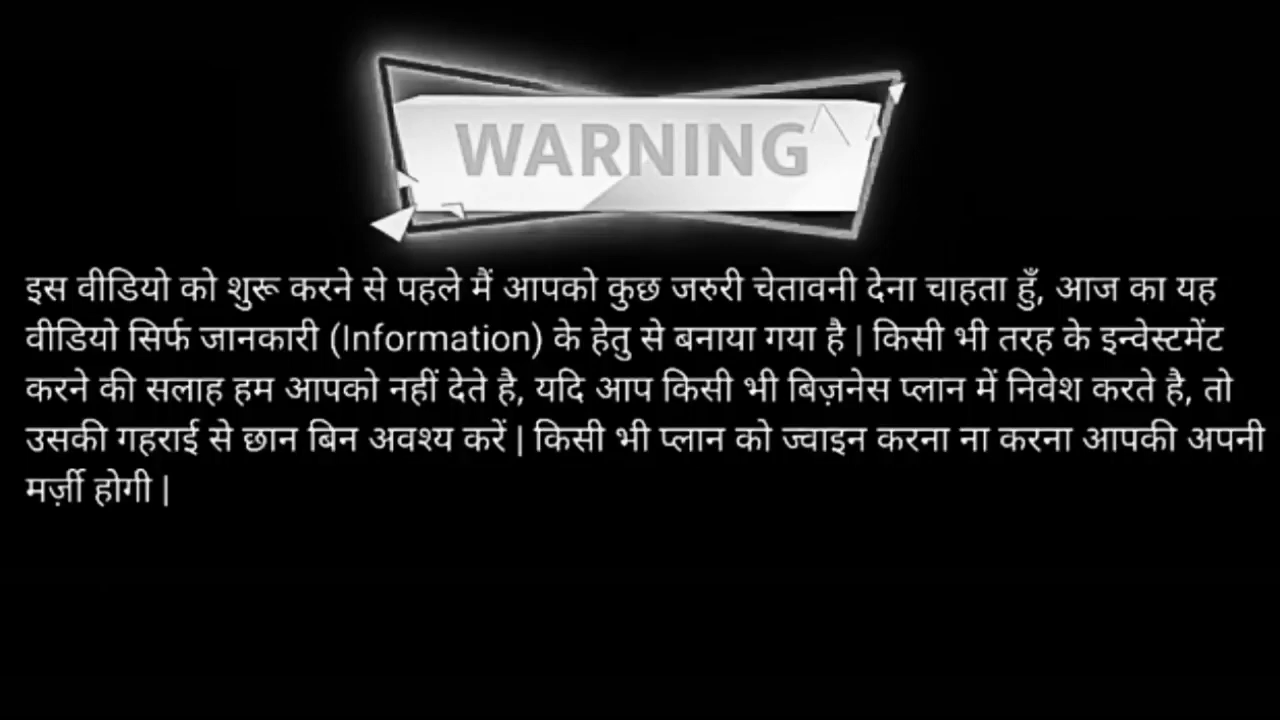 WARNING
इस वीडियो को शुरू करने से पहले मैं आपको कुछ जरुरी चेतावनी देना चाहता हुँ, आज का यह
वीडियो सिर्फ जानकारी (Information) के हेतु से बनाया गया है | किसी भी तरह के इन्वेस्टमेंट
करने की सलाह हम आपको नहीं देते है, यदि आप किसी भी बिज़नेस प्लान में निवेश करते है, तो
उसकी गहराई से छान बिन अवश्य करें | किसी भी प्लान को ज्वाइन करना ना करना आपकी अपनी
मर्ज़ी होगी |